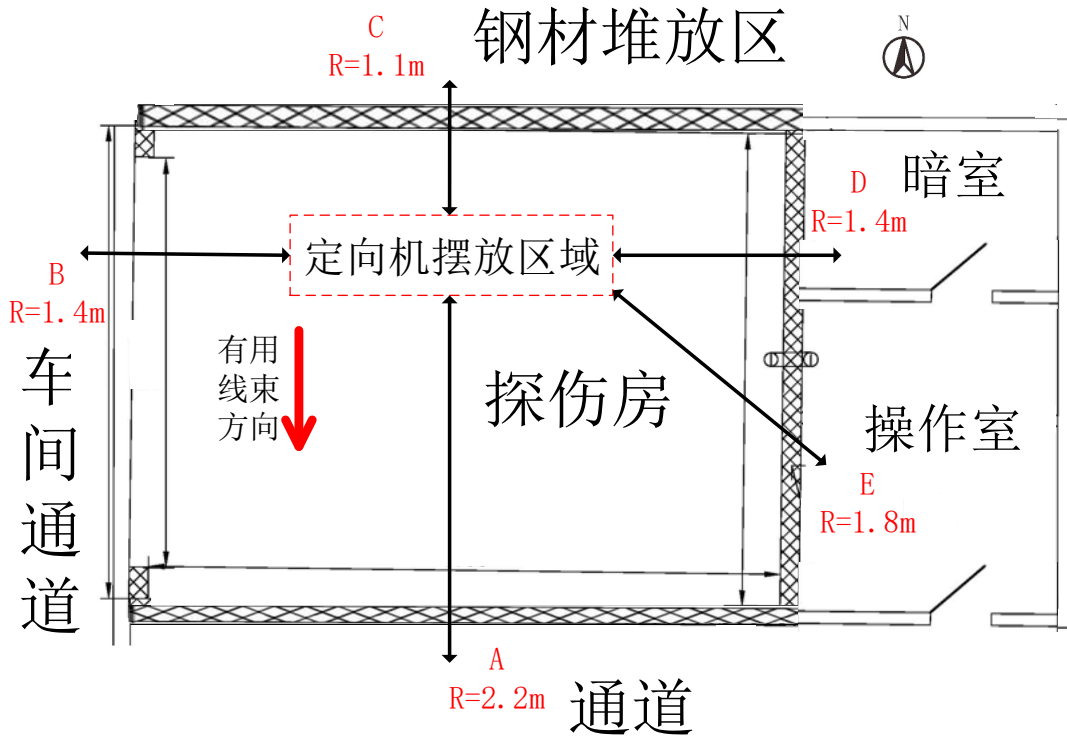 C
R=1.1m
钢材堆放区
N
暗室
D
R=1.4m
定向机摆放区域
B
R=1.4m
有用
线束
方向
探伤房
车
间
通
道
操作室
E
R=1.8m
A
R=2.2m
通道